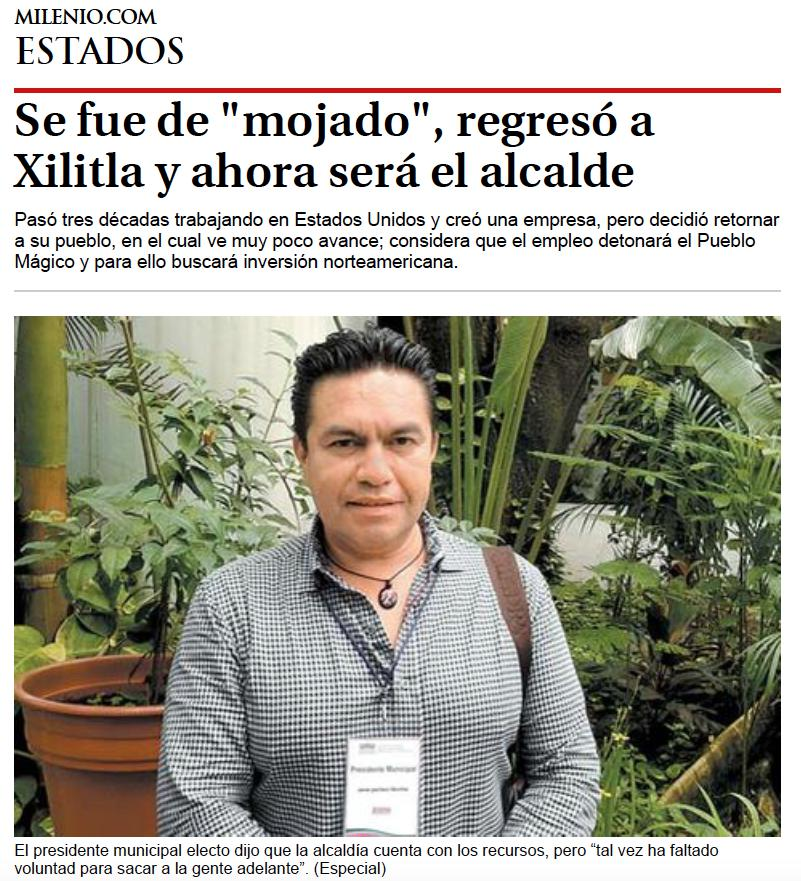 MILENIO.COM
ESTADOS
Se fue de "mojado", regresó a
Xilitla y ahora será el alcalde
Pasó tres décadas trabajando en Estados Unidos y creó una empresa, pero decidió retornar
a su pueblo, en el cual ve muy poco avance; considera que el empleo detonará el Pueblo
Mágico y para ello buscará inversión norteamericana.
Presidente Municipal
El presidente municipal electo dijo que la alcaldía cuenta con los recursos, pero “tal vez ha faltado
voluntad para sacar a la gente adelante”. (Especial)